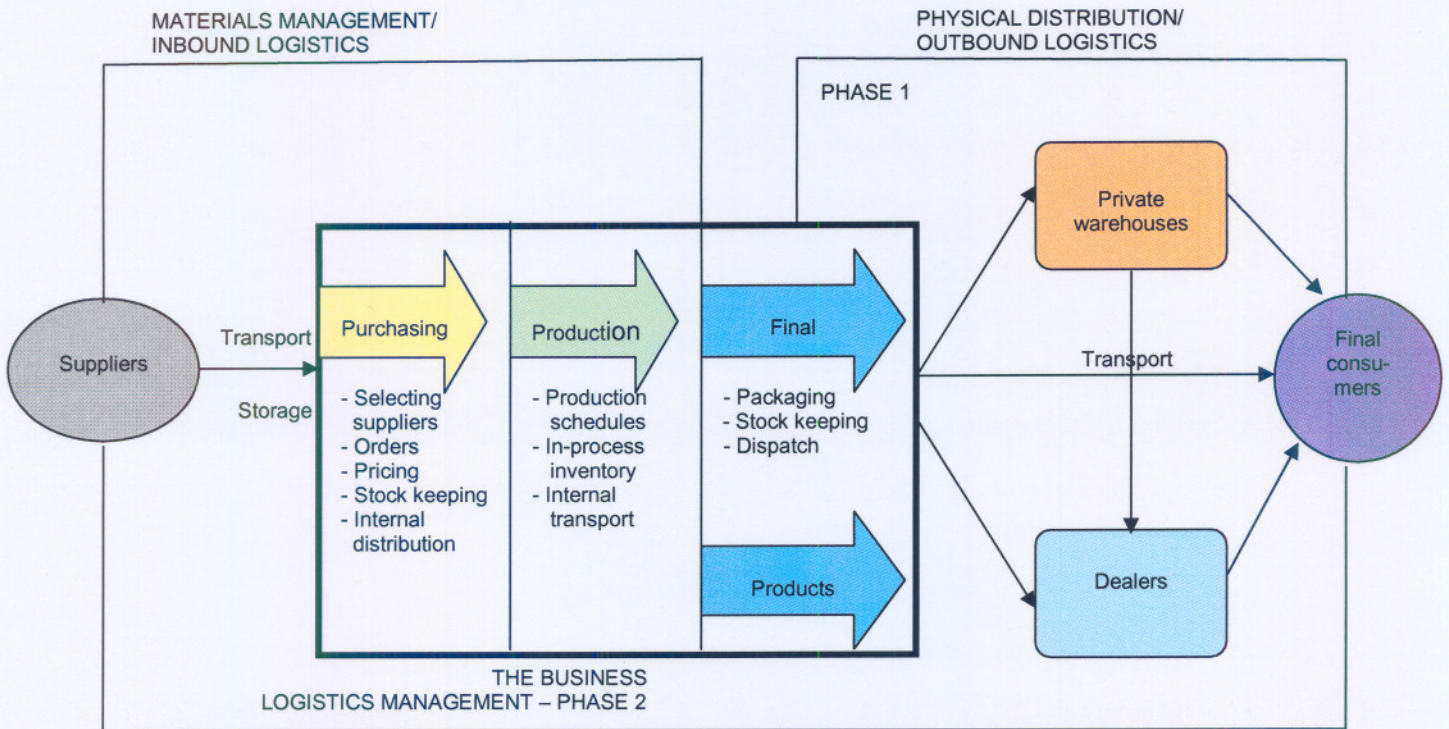 MATERIALS MANAGEMENT/
INBOUND LOGISTICS
PHYSICAL DISTRIBUTION/
OUTBOUND LOGISTICS
PHASE 1
Suppliers
Transport
Storage
Purchasing
- Selecting
suppliers
- Orders
- Pricing
- Stock keeping
- Internal
distribution
Production
- Production
schedules
- In-process
inventory
- Internal
transport
Final
- Packaging
- Stock keeping
- Dispatch
Products
Private
warehouses
Transport
Dealers
Final
consu-
mers
THE BUSINESS
LOGISTICS MANAGEMENT – PHASE 2